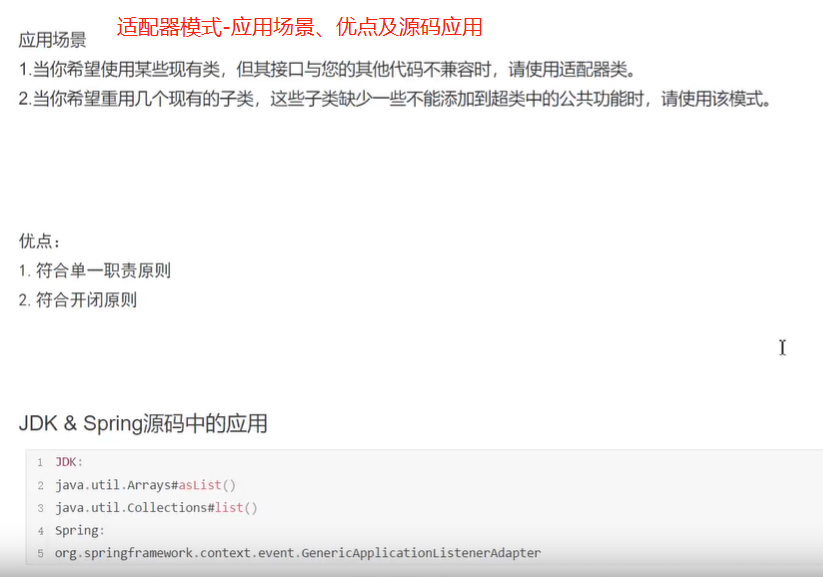 适配器模式-应用场景、优点及源码应用
应用场景
1.当你希望使用某些现有类，但其接口与您的其他代码不兼容时，请使用适配器类。
2.当你希望重用几个现有的子类，这些子类缺少一些不能添加到超类中的公共功能时，请使用该模式。
优点：
1. 符合单一职责原则
2. 符合开闭原则
JDK & Spring源码中的应用
1 JDK:
2 java.util.Arrays#asList()
3 java.util.Collections#list()
4 Spring:
5 org.springframework.context.event.GenericApplicationListenerAdapter